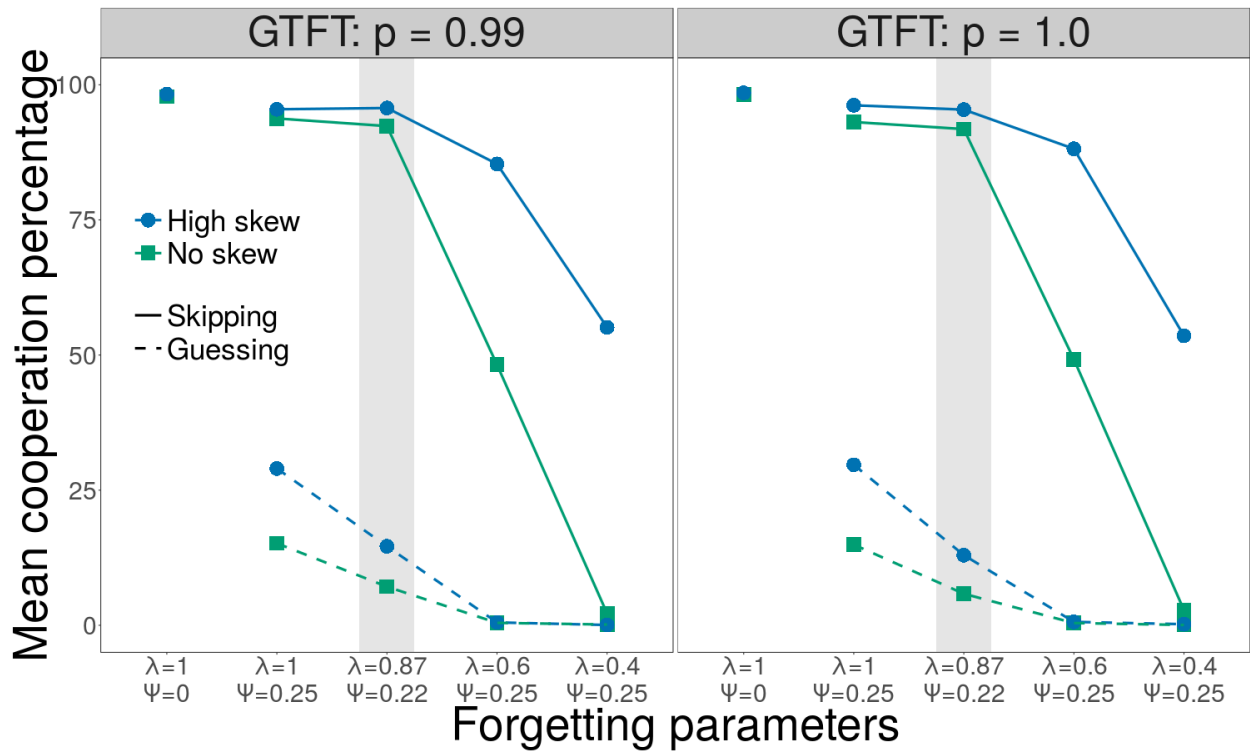 GTFT: p = 0.99
GTFT: p = 1.0
Mean cooperation percentage
100
75
50
25
0
High skew
No skew
Skipping
Guessing
λ=1 λ=1 λ=0.87 λ=0.6 λ=0.4
Ψ=0 Ψ=0.25 Ψ=0.22 Ψ=0.25 Ψ=0.25
λ=1 λ=1 λ=0.87 λ=0.6 λ=0.4
Ψ=0 Ψ=0.25 Ψ=0.22 Ψ=0.25 Ψ=0.25
Forgetting parameters